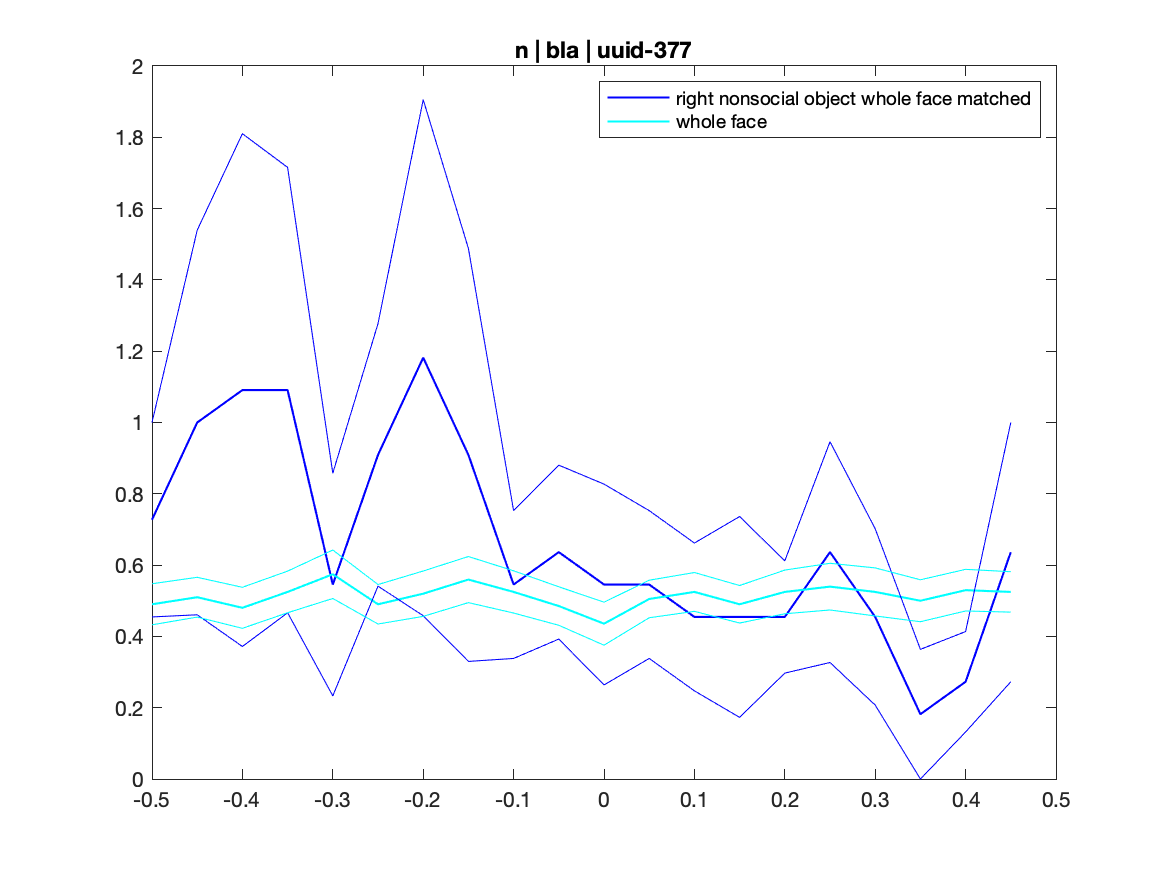 n | bla | uuid-377
right nonsocial object whole face matched
whole face
2
1.8
1.6
1.4
1.2
1
0.8
0.6
0.4
0.2
0
-0.5 -0.4 -0.3 -0.2 -0.1 0 0.1 0.2 0.3 0.4 0.5